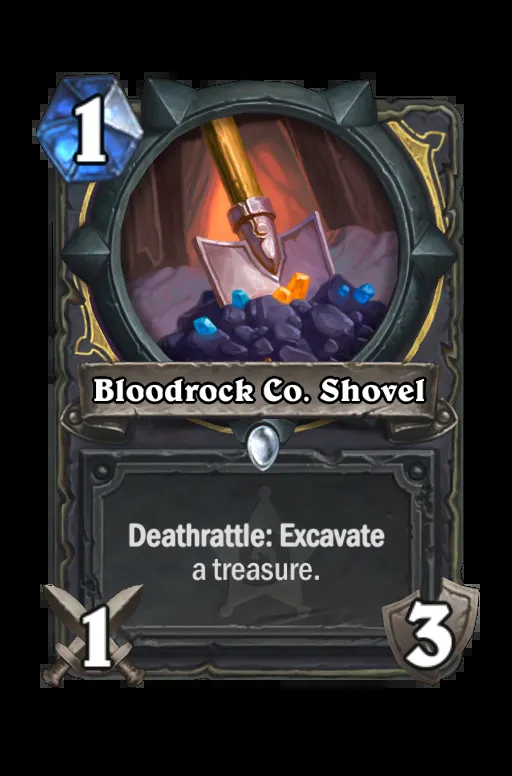 1
Bloodrock Co. Shovel
Deathrattle: Excavate
a treasure.
1
3